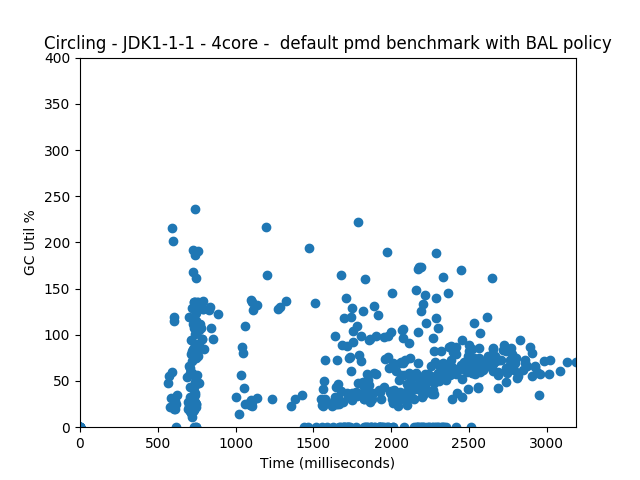 Circling - JDK1-1-1 - 4core -  default pmd benchmark with BAL policy
400
350
300
250
200
150
100
50
0
GC Util %
0 500 1000 1500 2000 2500 3000
Time (milliseconds)